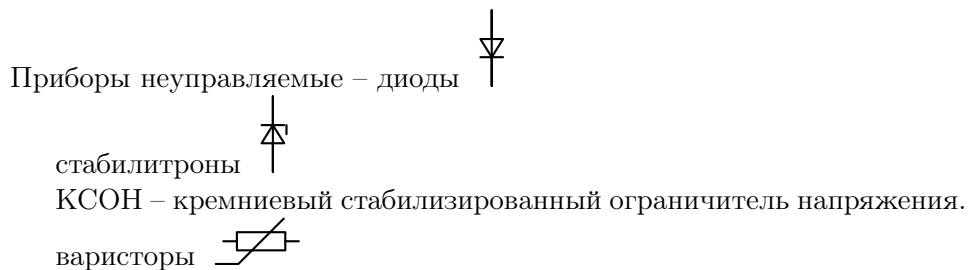 Приборы неуправляемые – диоды
стабилитроны
КСОН – кремниевый стабилизированный ограничитель напряжения.
варисторы